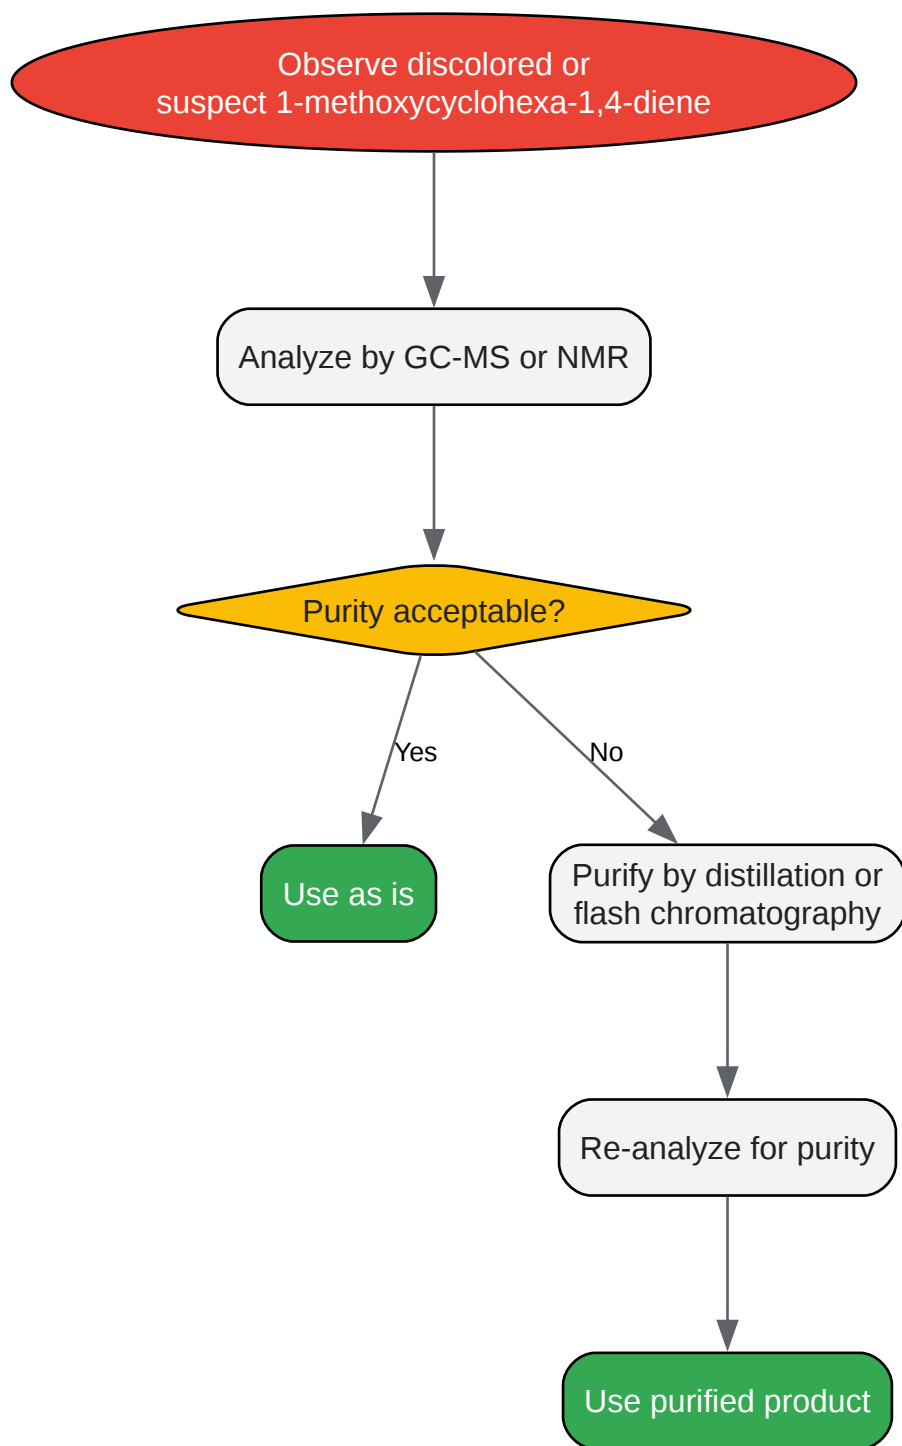 Observe discolored or
suspect 1-methoxycyclohexa-1,4-diene
Analyze by GC-MS or NMR
Purity acceptable?
Yes
No
Use as is
Purify by distillation or
flash chromatography
Re-analyze for purity
Use purified product